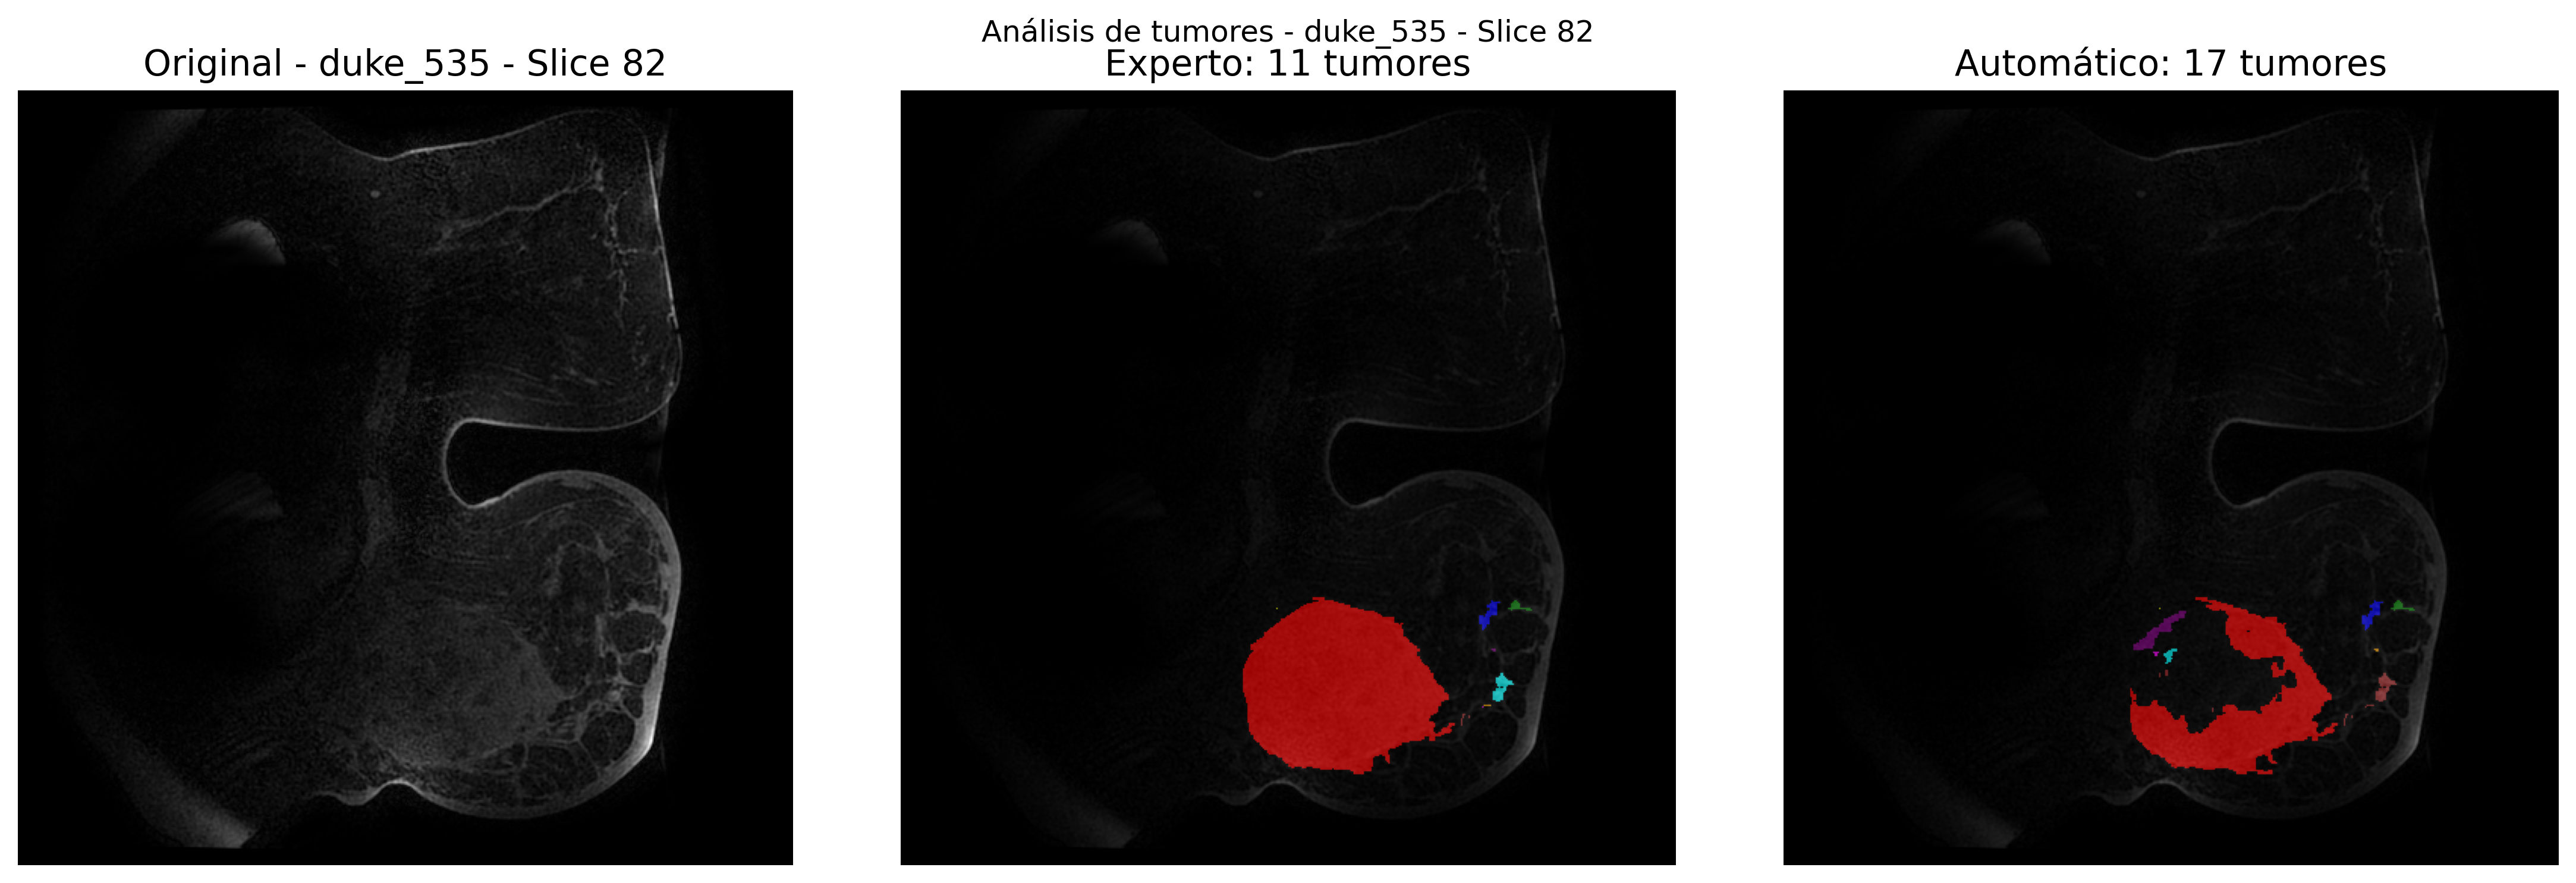 Análisis de tumores - duke_535 - Slice 82
Original - duke_535 - Slice 82
Experto: 11 tumores
Automático: 17 tumores